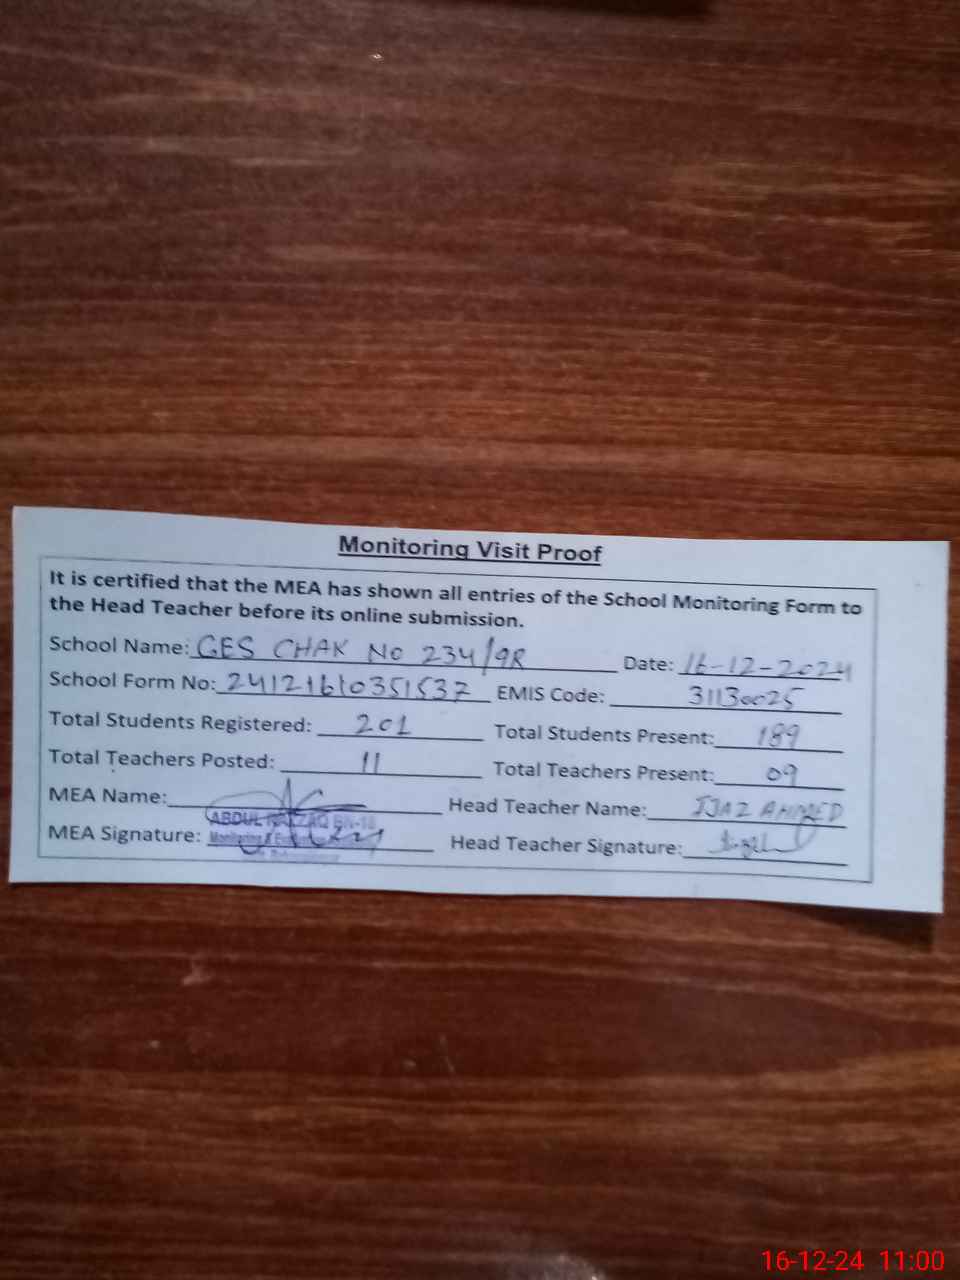 Monitoring Visit Proof
It is certified that the MEA has shown all entries of the School Monitoring Form to
the Head Teacher before its online submission.
School Name: GES CHAK NO 234/9R Date: 16-12-2024
School Form No: 24121610351537 EMIS Code: 31130025
Total Students Registered: 201 Total Students Present: 189
Total Teachers Posted: 11 Total Teachers Present: 09
MEA Name: Head Teacher Name: IJAZ AHMED
ABDUL RAZZAQ
MEA Signature: Monitoring & Head Teacher Signature:
16-12-24 11:00